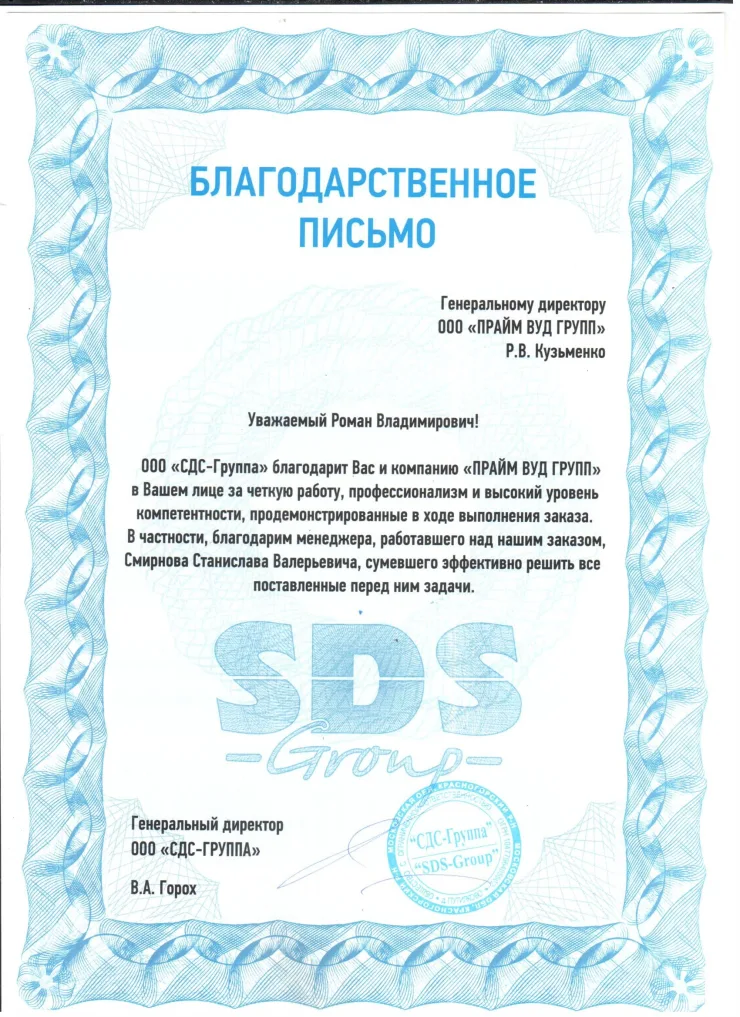 БЛАГОДАРСТВЕННОЕ
ПИСЬМО
Генеральному директору
ООО «ПРАЙМ ВУД ГРУПП»
Р.В. Кузьменко
Уважаемый Роман Владимирович!
ООО «СДС-Группа» благодарит Вас и компанию «ПРАЙМ ВУД ГРУПП»
в Вашем лице за четкую работу, профессионализм и высокий уровень
компетентности, продемонстрированные в ходе выполнения заказа.
В частности, благодарим менеджера, работавшего над нашим заказом,
Смирнова Станислава Валерьевича, сумевшего эффективно решить все
поставленные перед ним задачи.
SDS
-Group-
Генеральный директор
ООО «СДС-ГРУППА»
В.А. Горох
"СДС-Группа"
"SDS-Group"